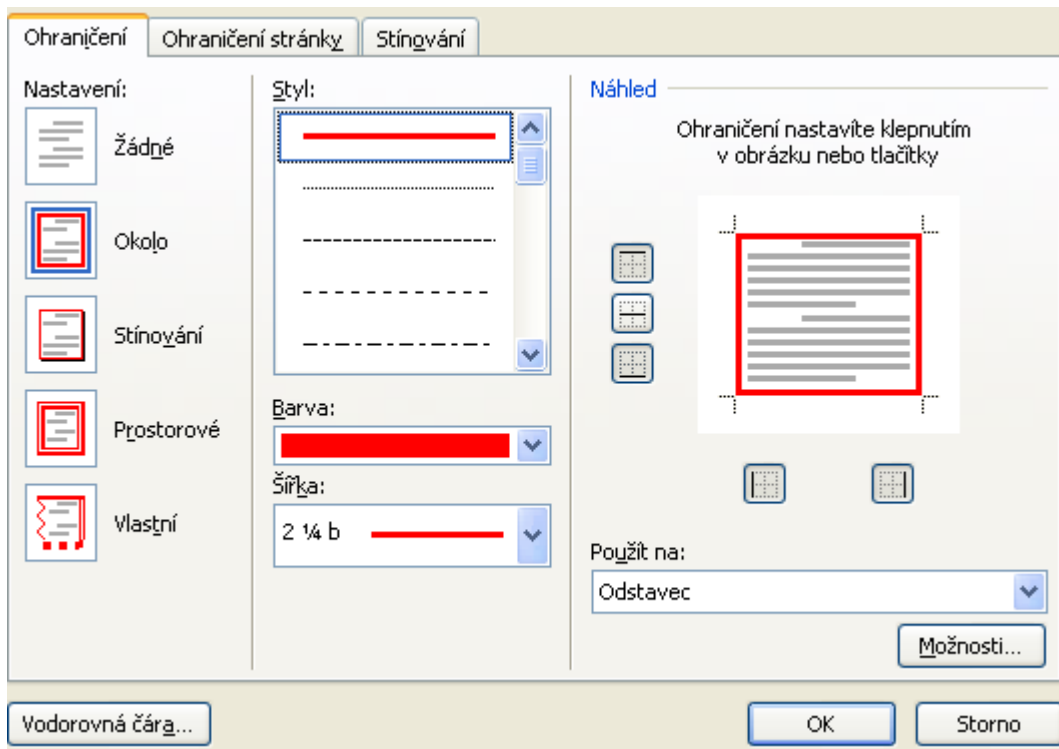 Ohraničení
Ohraničení stránky
Stínování
Nastavení:
Žádné
Okolo
Stínování
Prostorové
Vlastní
Styl:
Barva:
Šířka:
2 ¼ b
Náhled
Ohraničení nastavíte klepnutím
v obrázku nebo tlačítky
Použít na:
Odstavec
Možnosti...
Vodorovná čára...
OK
Storno